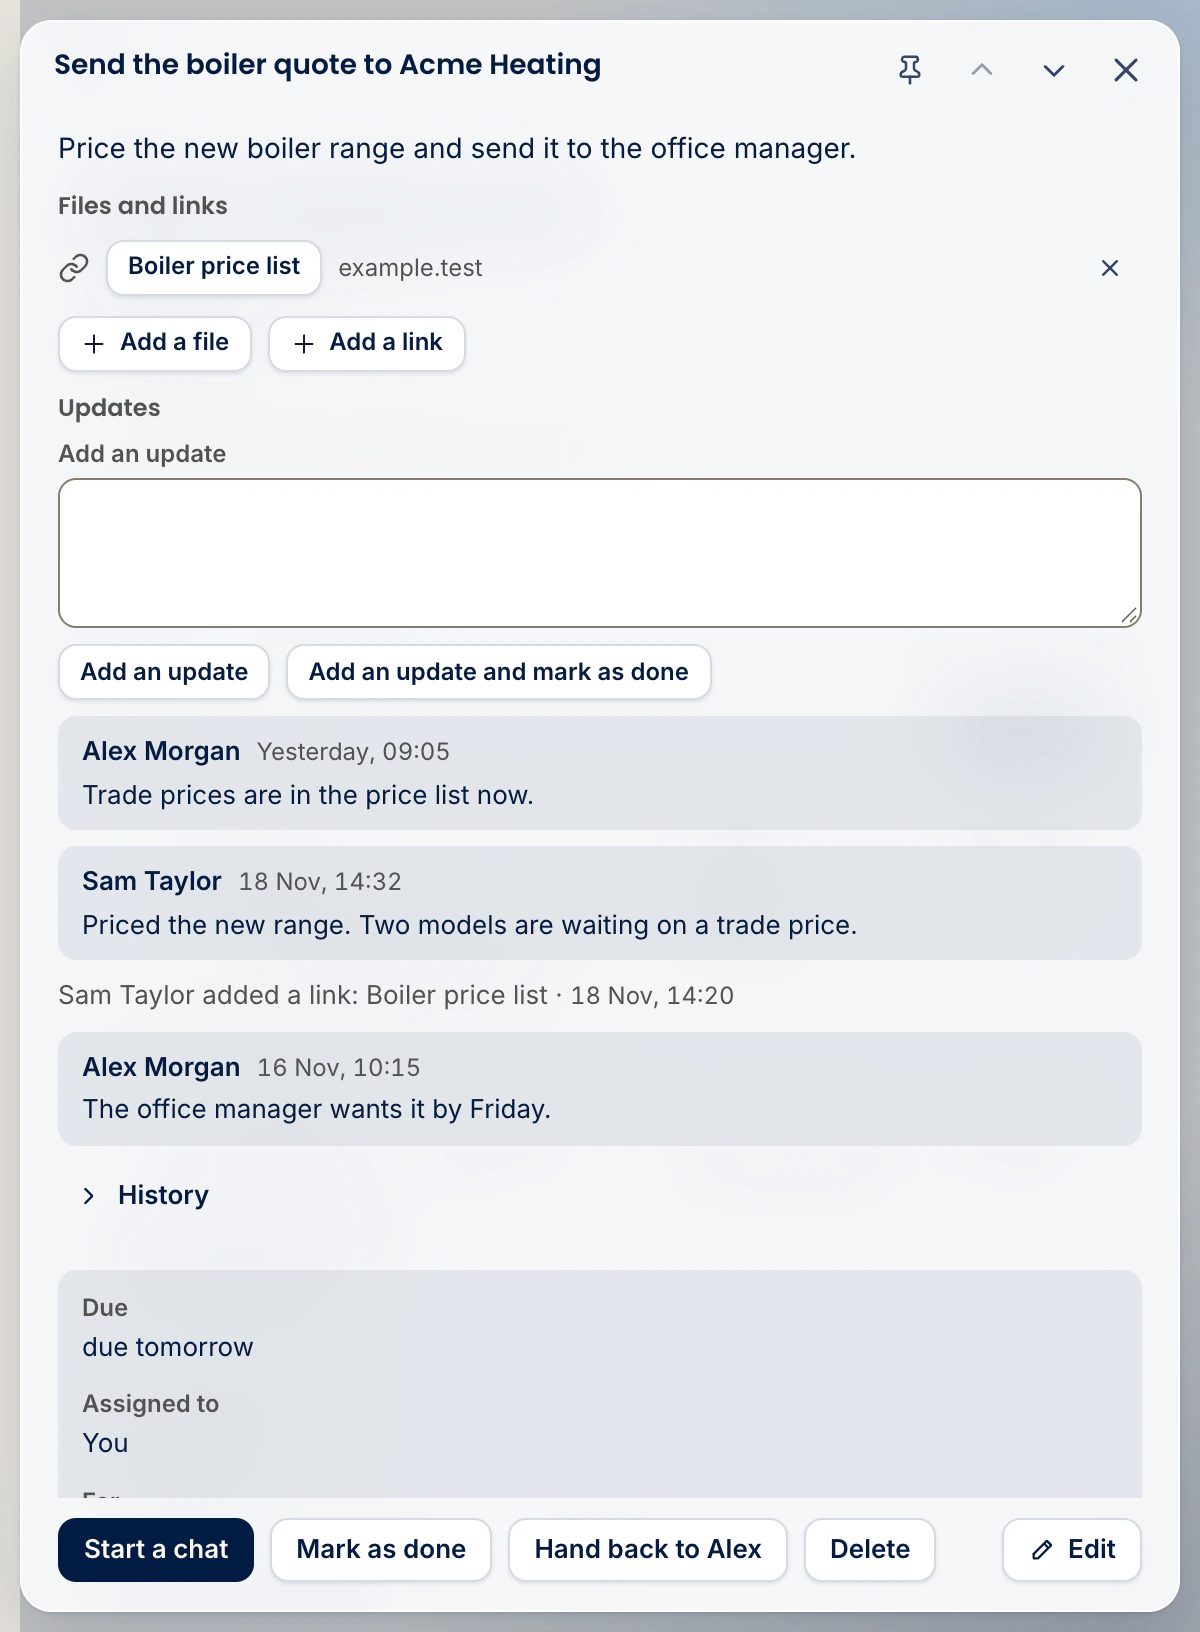 Send the boiler quote to Acme Heating
Price the new boiler range and send it to the office manager.
Files and links
Boiler price list example.test
Add a file Add a link
Updates
Add an update
Add an update Add an update and mark as done
Alex Morgan Yesterday, 09:05
Trade prices are in the price list now.
Sam Taylor 18 Nov, 14:32
Priced the new range. Two models are waiting on a trade price.
Sam Taylor added a link: Boiler price list · 18 Nov, 14:20
Alex Morgan 16 Nov, 10:15
The office manager wants it by Friday.
History
Due
due tomorrow
Assigned to
You
Start a chat Mark as done Hand back to Alex Delete Edit